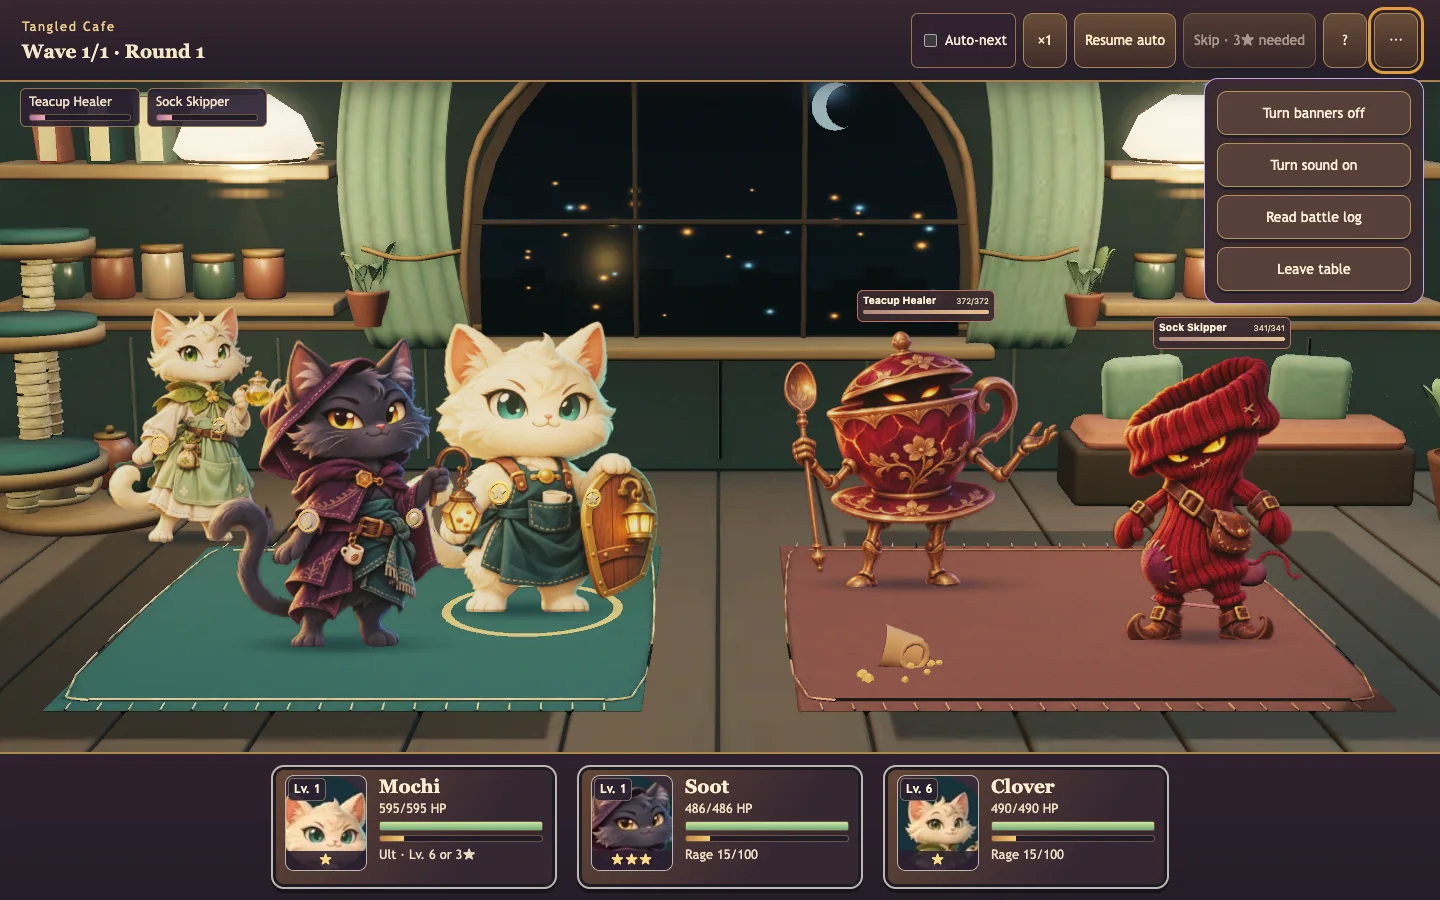 Tangled Cafe
Wave 1/1 · Round 1
Auto-next
×1
Resume auto
Skip · 3★ needed
?
···
Turn banners off
Turn sound on
Read battle log
Leave table
Teacup Healer
Sock Skipper
Teacup Healer 372/372
Sock Skipper 341/341
Lv. 1
Mochi
595/595 HP
Ult · Lv. 6 or 3★
★
Lv. 1
Soot
486/486 HP
Rage 15/100
★★★
Lv. 6
Clover
490/490 HP
Rage 15/100
★